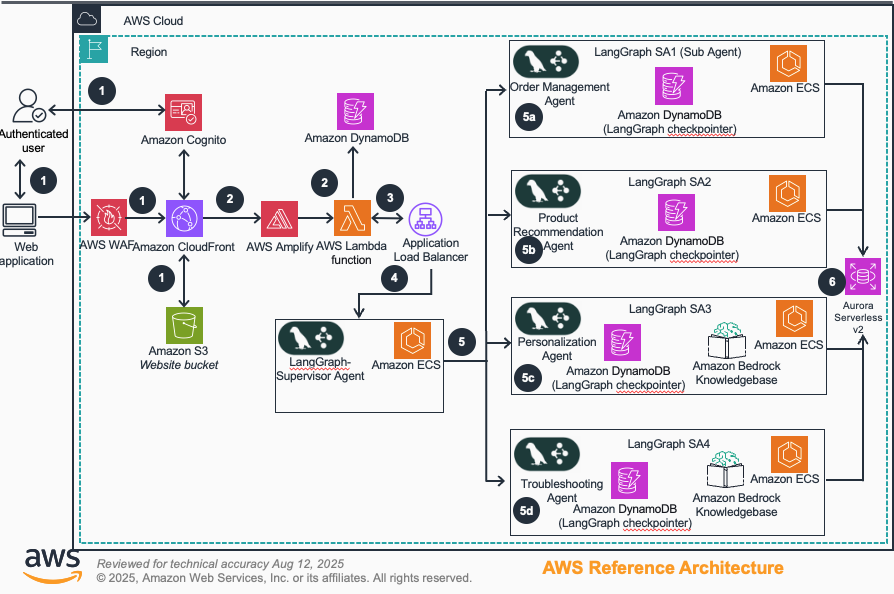 AWS Cloud
Region
1
Authenticated
user
1
Web
application
Amazon Cognito
AWS WAF
1
Amazon CloudFront
1
Amazon S3
Website bucket
2
AWS Amplify
2
Amazon DynamoDB
AWS Lambda
function
3
Application
Load Balancer
4
LangGraph-
Supervisor Agent
Amazon ECS
5
LangGraph SA1 (Sub Agent)
Order Management
Agent
5a
Amazon DynamoDB
(LangGraph checkpointer)
Amazon ECS
LangGraph SA2
Product
Recommendation
Agent
5b
Amazon DynamoDB
(LangGraph checkpointer)
Amazon ECS
LangGraph SA3
Personalization
Agent
5c
Amazon DynamoDB
(LangGraph checkpointer)
Amazon Bedrock
Knowledgebase
Amazon ECS
LangGraph SA4
Troubleshooting
Agent
5d
Amazon DynamoDB
(LangGraph checkpointer)
Amazon Bedrock
Knowledgebase
Amazon ECS
6
Aurora
Serverless
v2
aws
Reviewed for technical accuracy Aug 12, 2025
© 2025, Amazon Web Services, Inc. or its affiliates. All rights reserved.
AWS Reference Architecture